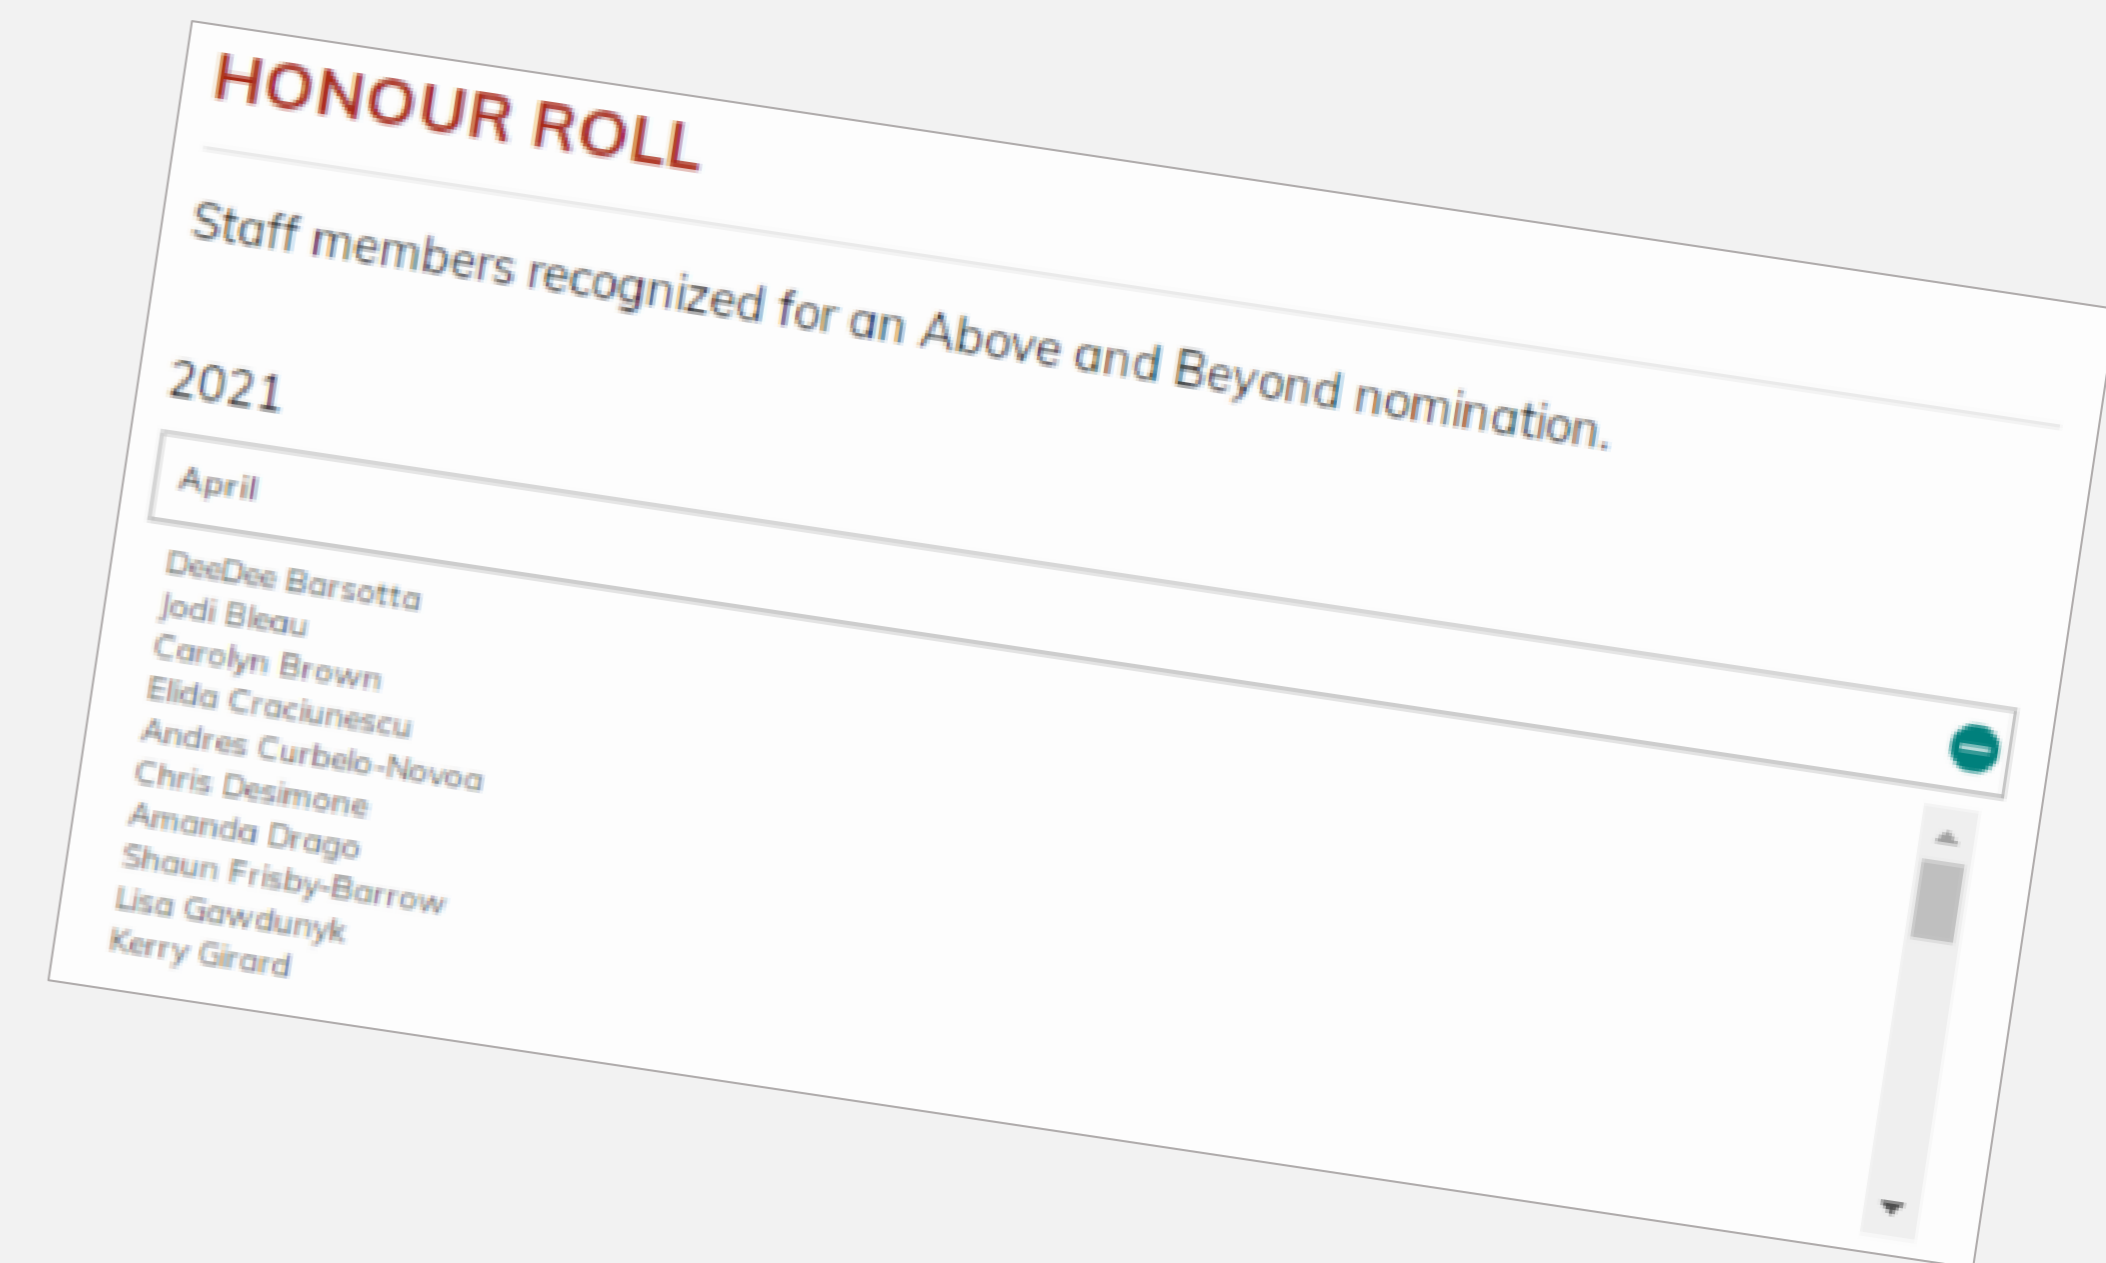 HONOUR ROLL
Staff members recognized for an Above and Beyond nomination.
2021
April
DeeDee Barsotta
Jodi Bleau
Carolyn Brown
Elida Craciunescu
Andres Curbelo-Novoa
Chris Desimone
Amanda Drago
Shaun Frisby-Barrow
Lisa Gawdunyk
Kerry Girard